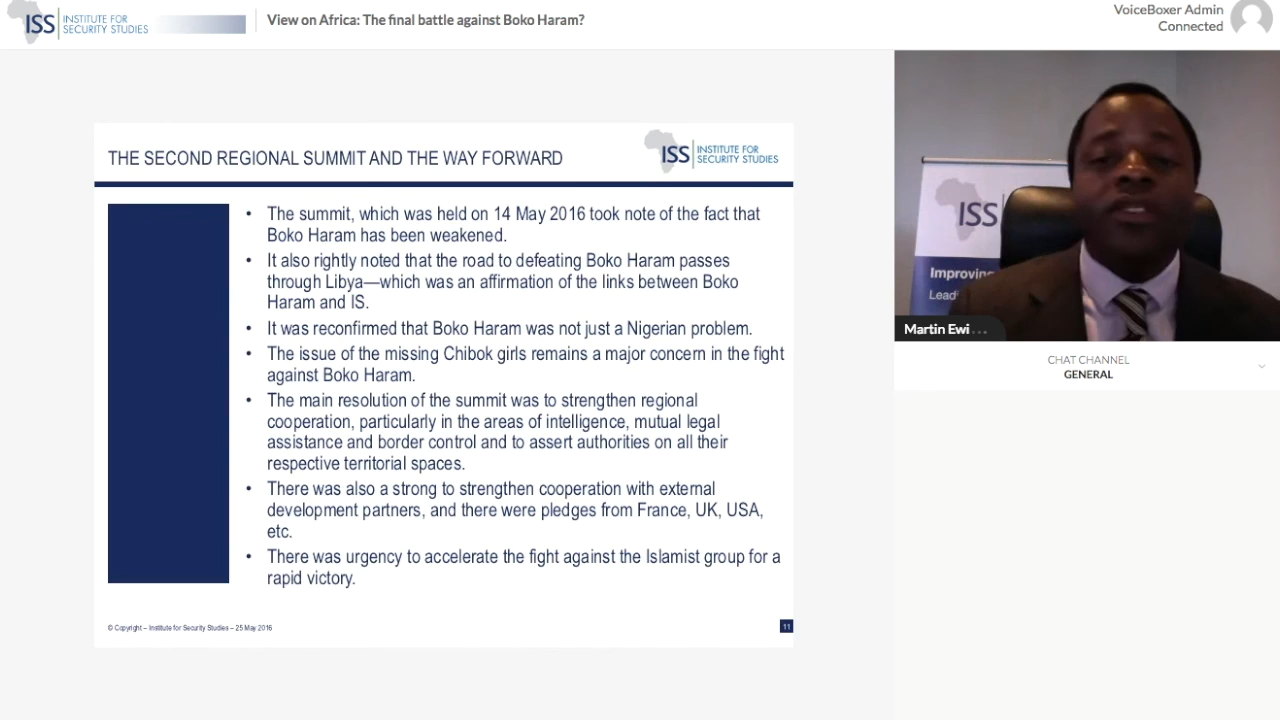 ISS INSTITUTE FOR
SECURITY STUDIES
View on Africa: The final battle against Boko Haram?
VoiceBoxer Admin
Connected
THE SECOND REGIONAL SUMMIT AND THE WAY FORWARD
ISS INSTITUTE FOR
SECURITY STUDIES
• The summit, which was held on 14 May 2016 took note of the fact that
Boko Haram has been weakened.
• It also rightly noted that the road to defeating Boko Haram passes
through Libya—which was an affirmation of the links between Boko
Haram and IS.
• It was reconfirmed that Boko Haram was not just a Nigerian problem.
• The issue of the missing Chibok girls remains a major concern in the fight
against Boko Haram.
• The main resolution of the summit was to strengthen regional
cooperation, particularly in the areas of intelligence, mutual legal
assistance and border control and to assert authorities on all their
respective territorial spaces.
• There was also a strong to strengthen cooperation with external
development partners, and there were pledges from France, UK, USA,
etc.
• There was urgency to accelerate the fight against the Islamist group for a
rapid victory.
© Copyright – Institute for Security Studies – 25 May 2016
11
ISS
Improving
Lead
Martin Ewi...
CHAT CHANNEL
GENERAL